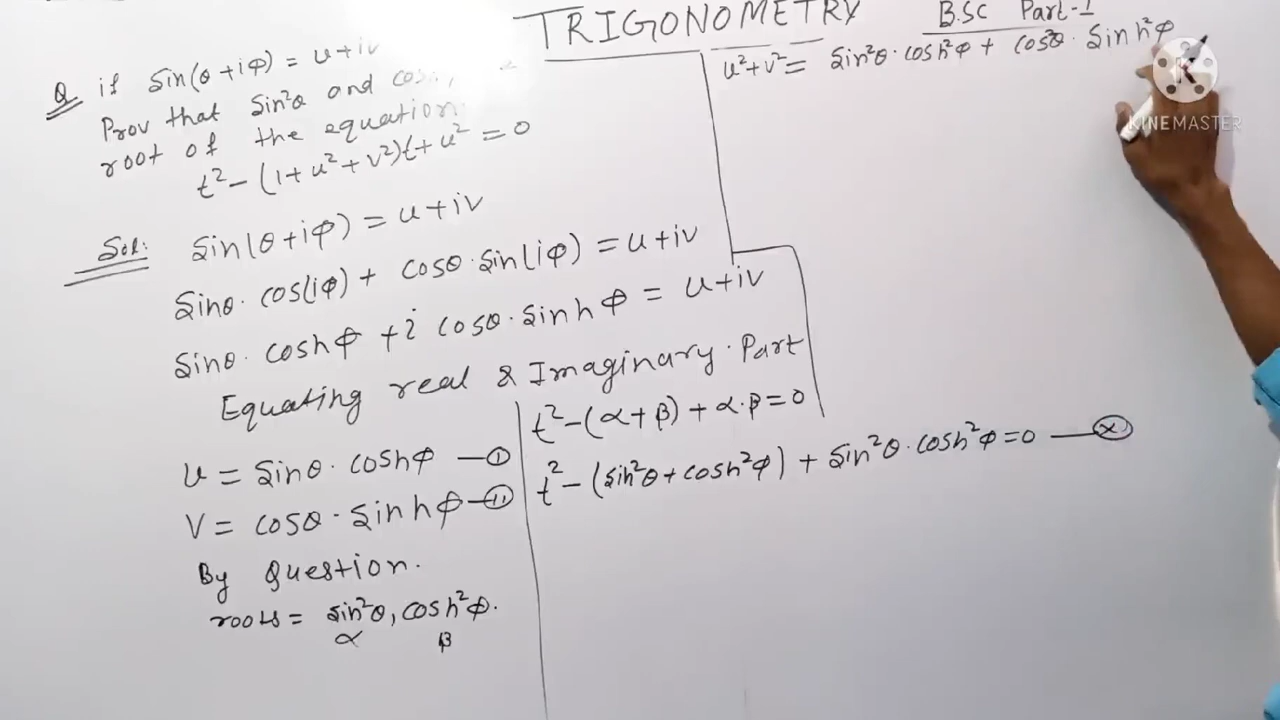 TRIGONOMETRY
B.SC Part-1
Q if sin(θ+iφ) = u+iv
Prov that sin²θ and
root of the equation
t² - (1+u²+v²)t + u² = 0
Sol: sin(θ+iφ) = u+iv
sinθ · cos(iφ) + cosθ · sin(iφ) = u+iv
sinθ · coshφ + i cosθ · sinhφ = u+iv
Equating real & Imaginary Part
u = sinθ · coshφ —①
v = cosθ · sinhφ —⑪
By question.
roots = sin²θ, cosh²φ.
α β
t² - (α+β) + α·β = 0
t² - (sin²θ + cosh²φ) + sin²θ · cosh²φ = 0 —ⓧ
u²+v² = sin²θ · cosh²φ + cos²θ · sinh²φ
KINEMASTER